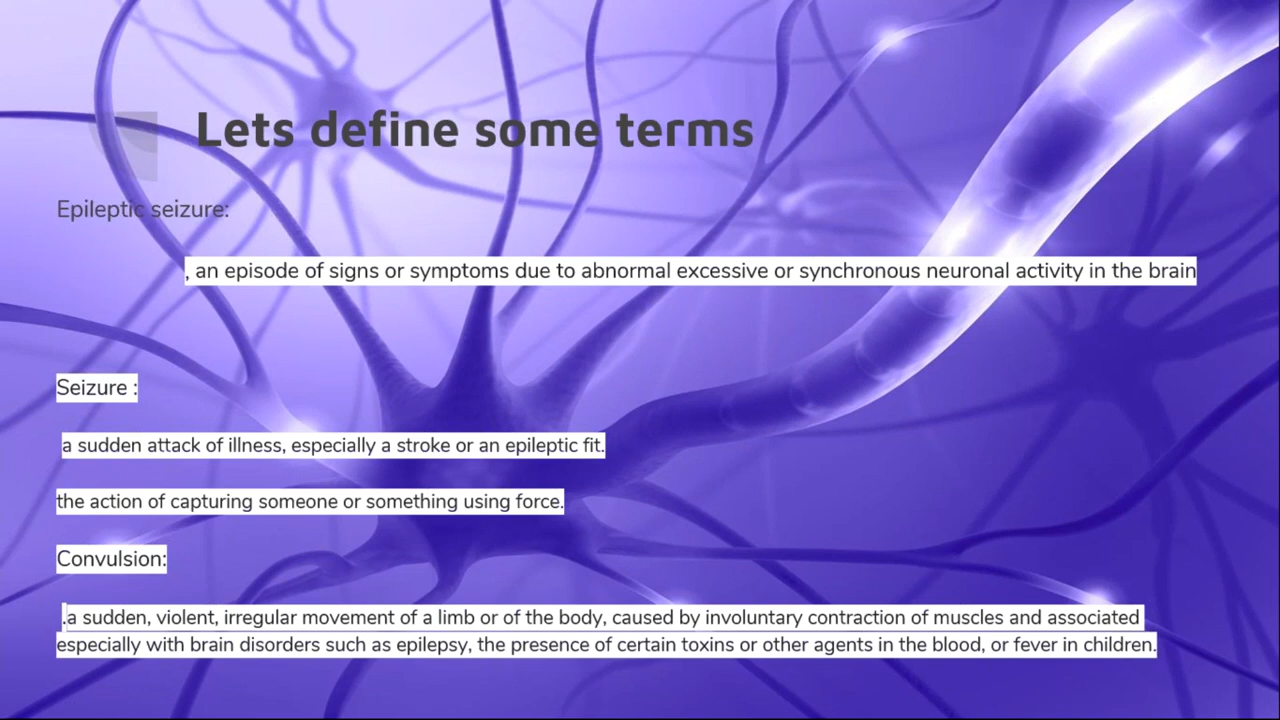 Lets define some terms
Epileptic seizure:
, an episode of signs or symptoms due to abnormal excessive or synchronous neuronal activity in the brain
Seizure :
a sudden attack of illness, especially a stroke or an epileptic fit.
the action of capturing someone or something using force.
Convulsion:
.a sudden, violent, irregular movement of a limb or of the body, caused by involuntary contraction of muscles and associated
especially with brain disorders such as epilepsy, the presence of certain toxins or other agents in the blood, or fever in children.